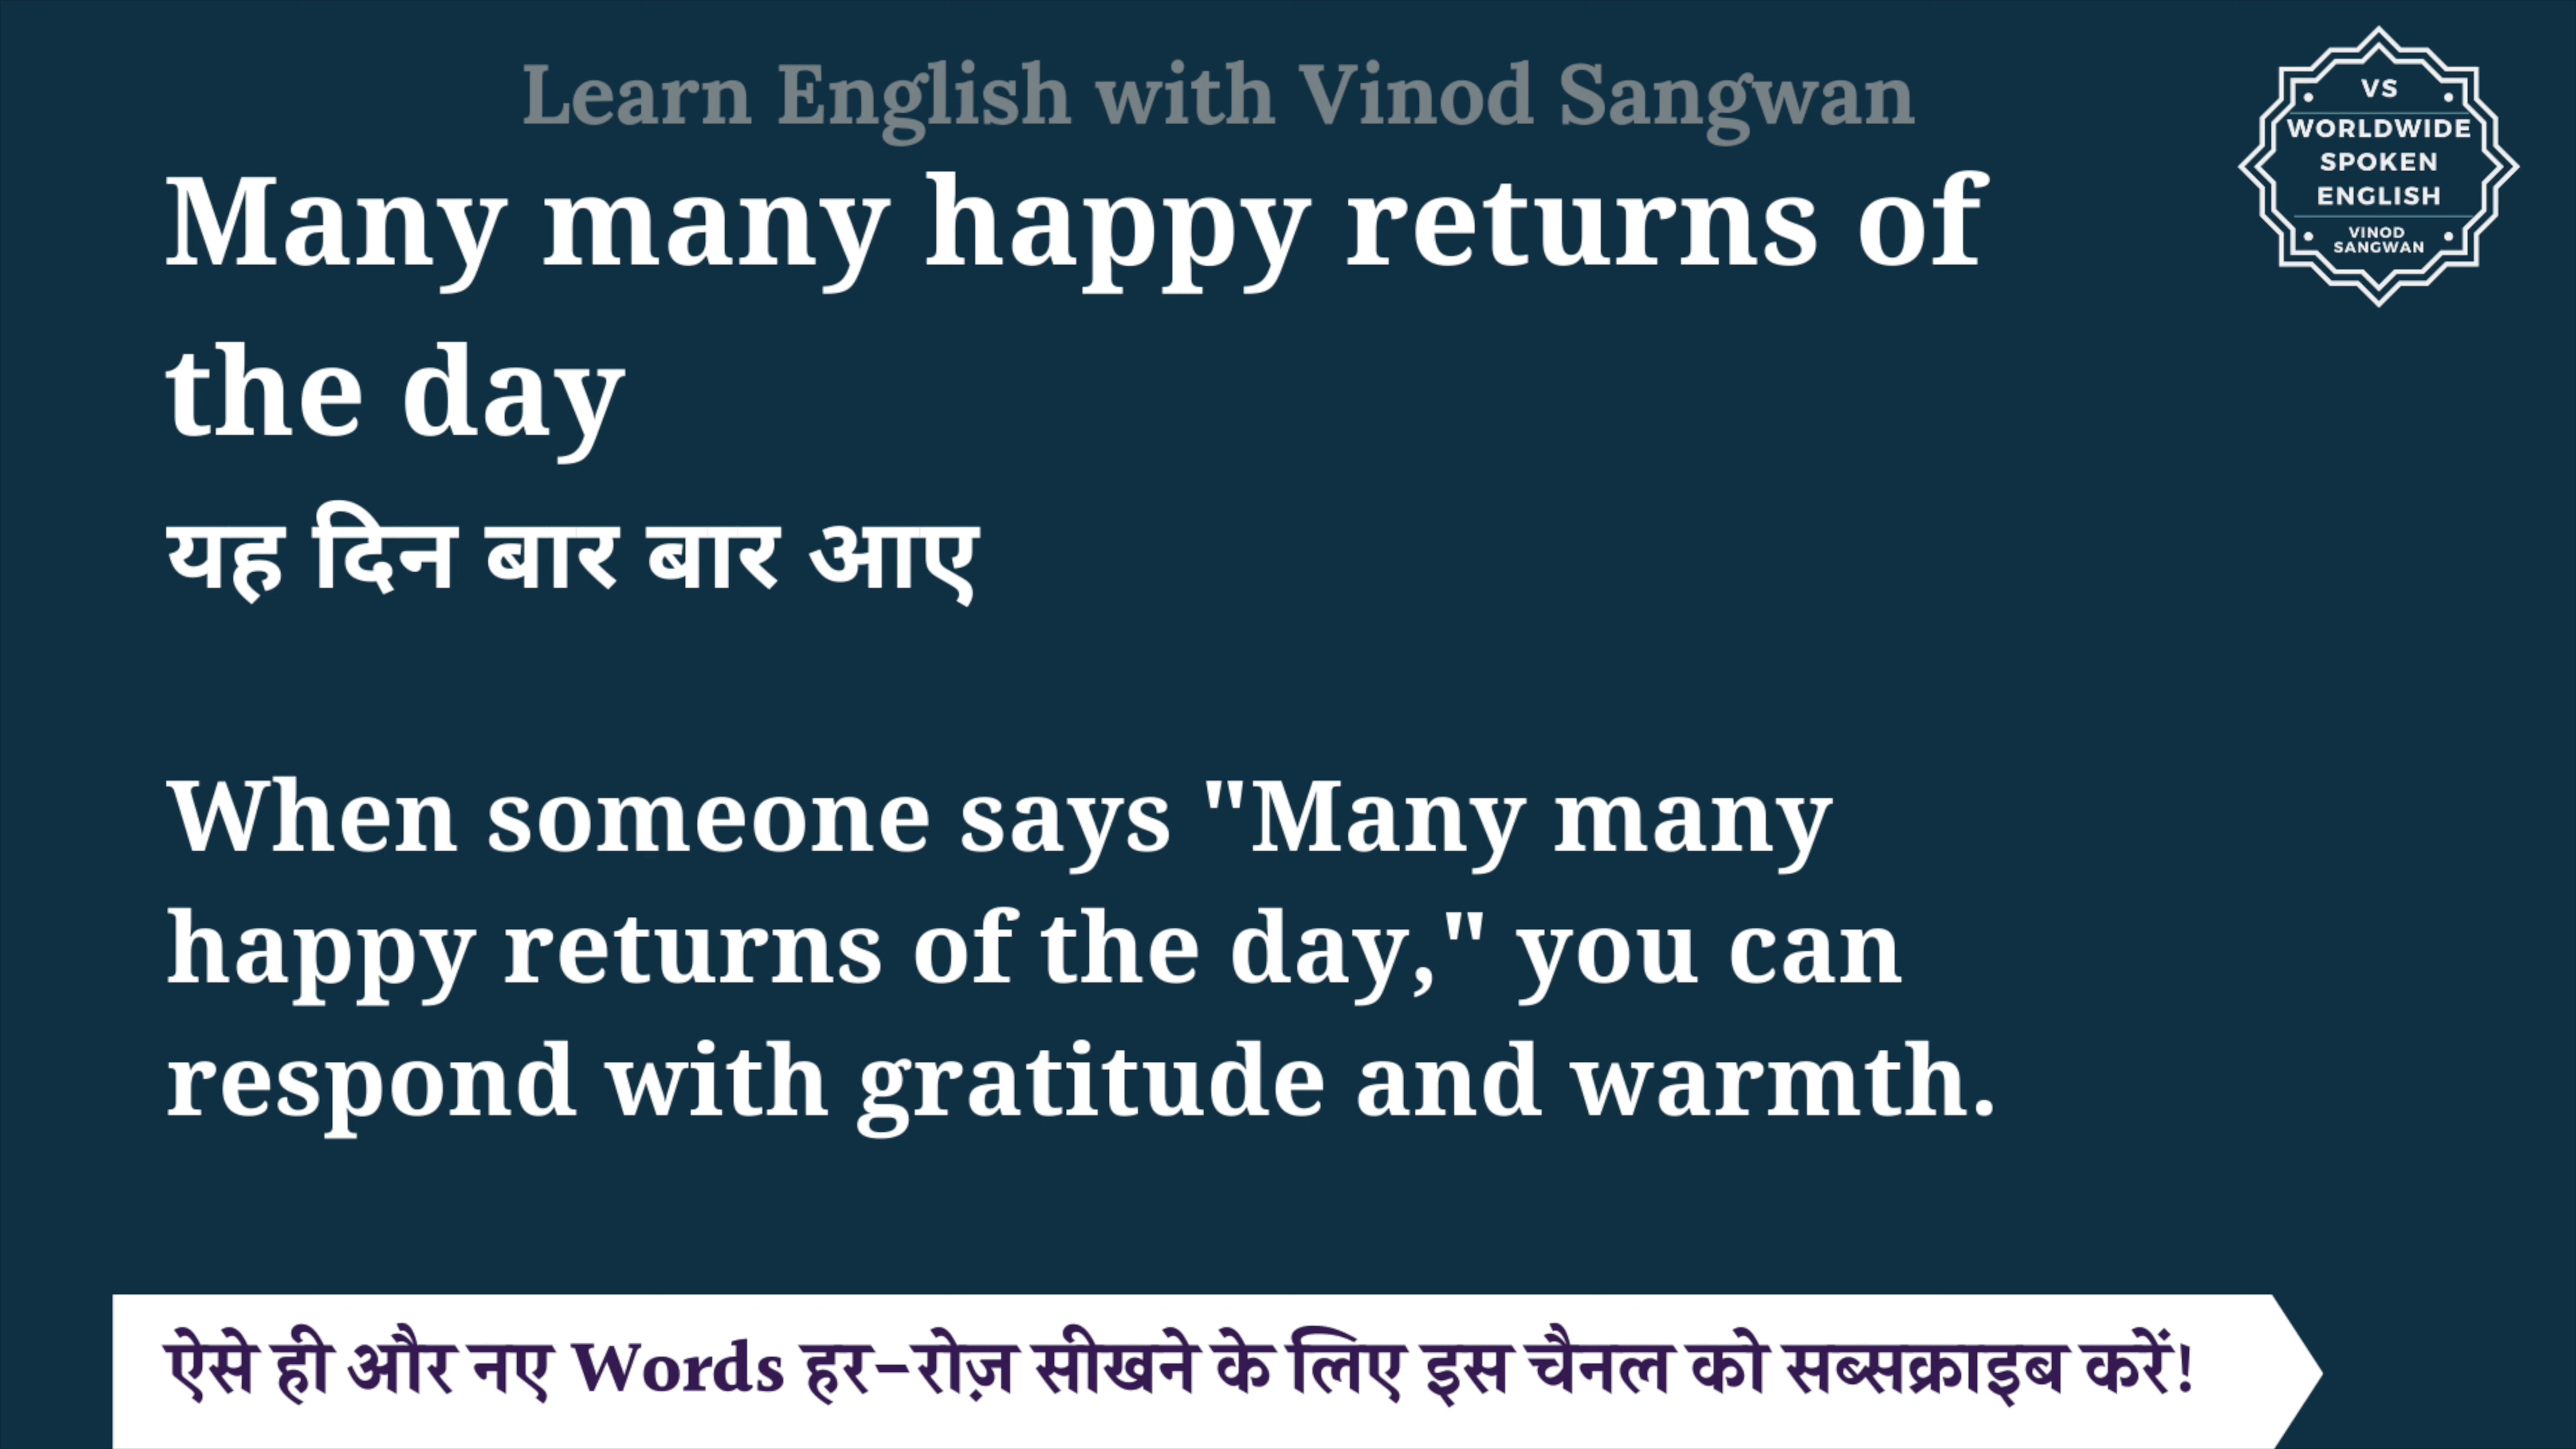 Learn English with Vinod Sangwan
VS
WORLDWIDE
SPOKEN
ENGLISH
VINOD
SANGWAN
Many many happy returns of
the day
यह दिन बार बार आए
When someone says "Many many
happy returns of the day," you can
respond with gratitude and warmth.
ऐसे ही और नए Words हर-रोज़ सीखने के लिए इस चैनल को सब्सक्राइब करें!